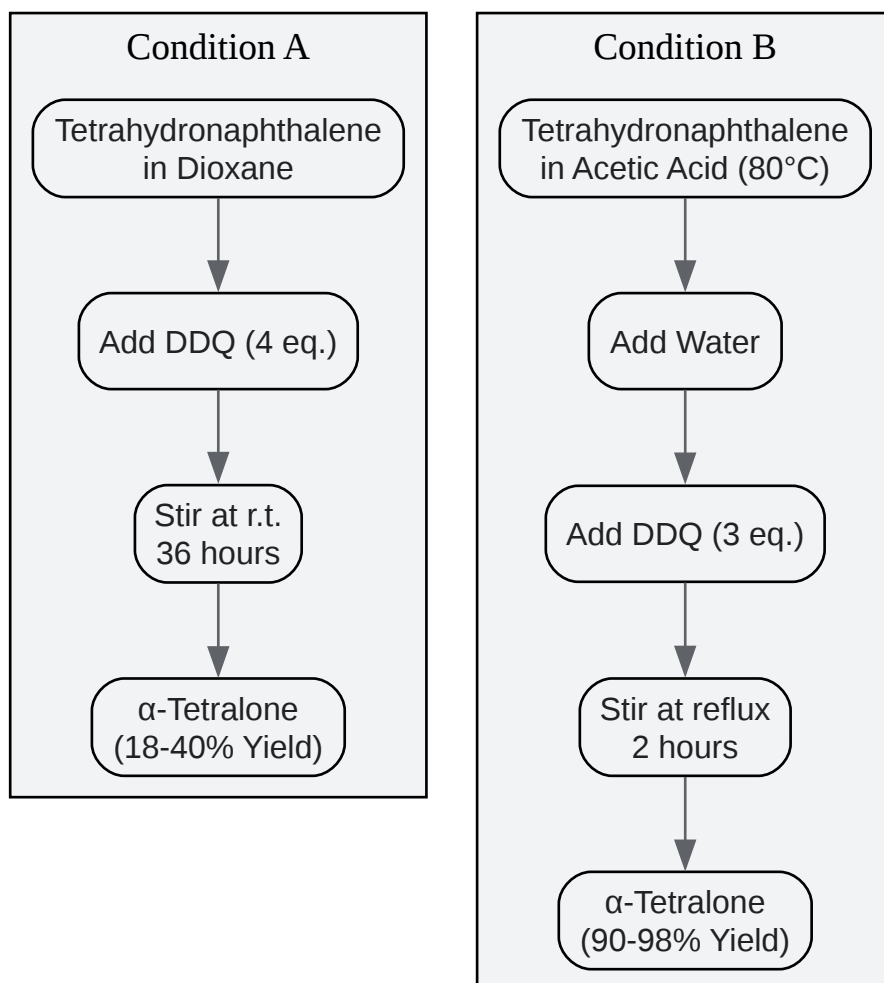 Condition A
Tetrahydronaphthalene
in Dioxane
Add DDQ (4 eq.)
Stir at r.t.
36 hours
α-Tetralone
(18-40% Yield)
Condition B
Tetrahydronaphthalene
in Acetic Acid (80°C)
Add Water
Add DDQ (3 eq.)
Stir at reflux
2 hours
α-Tetralone
(90-98% Yield)